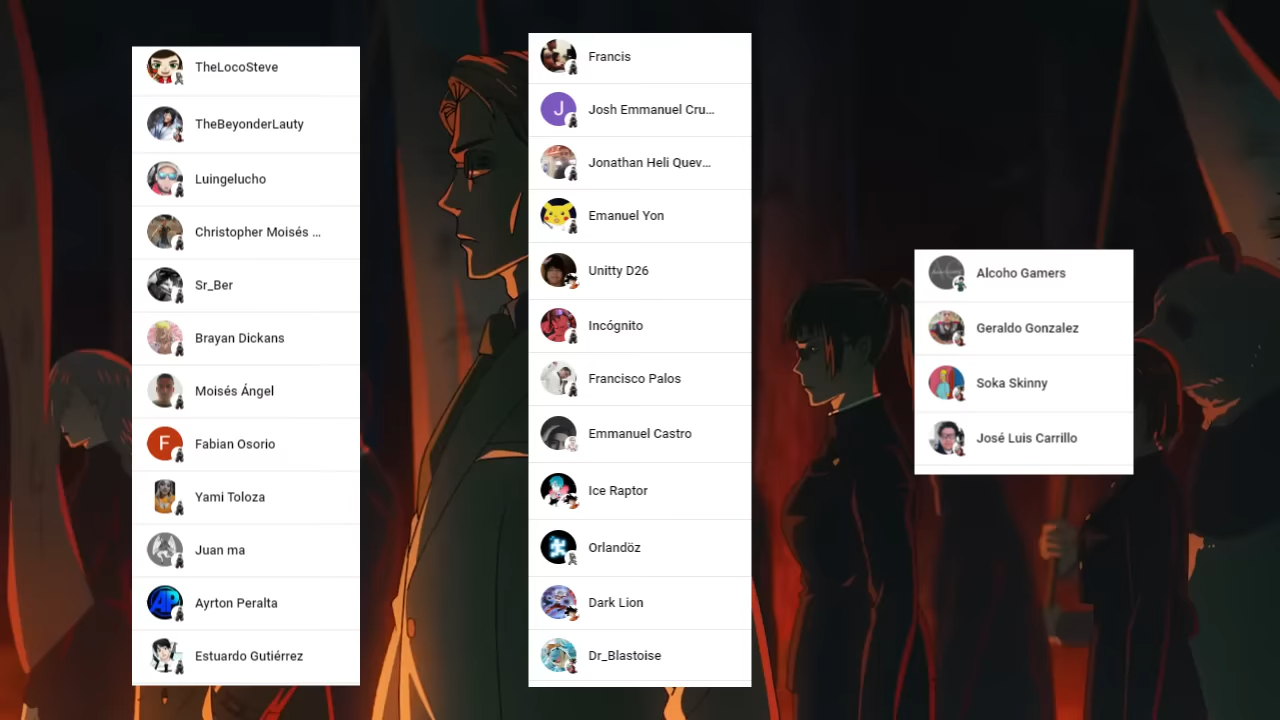 TheLocoSteve
TheBeyonderLauty
Luingelucho
Christopher Moisés ...
Sr_Ber
Brayan Dickans
Moisés Ángel
F
Fabian Osorio
Yami Toloza
Juan ma
AP
Ayrton Peralta
Estuardo Gutiérrez
Francis
J
Josh Emmanuel Cru...
Jonathan Heli Quev...
Emanuel Yon
Unitty D26
Incógnito
Francisco Palos
Emmanuel Castro
Ice Raptor
Orlandöz
Dark Lion
Dr_Blastoise
Alcoho Gamers
Geraldo Gonzalez
Soka Skinny
José Luis Carrillo